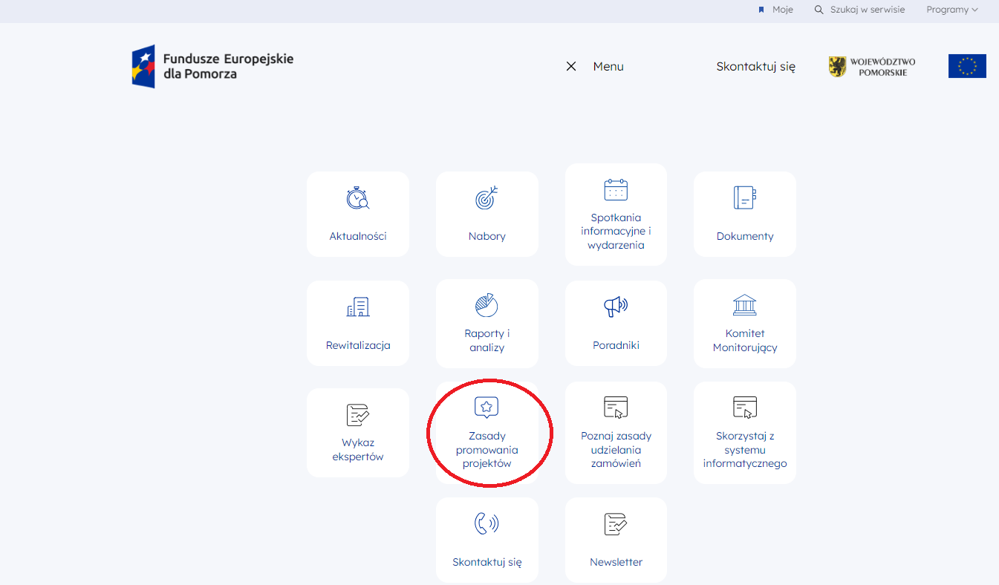 Moje
Szukaj w serwisie
Programy
Fundusze Europejskie
dla Pomorza
Menu
Skontaktuj się
WOJEWÓDZTWO
POMORSKIE
Aktualności
Nabory
Spotkania
informacyjne i
wydarzenia
Dokumenty
Rewitalizacja
Raporty i
analizy
Poradniki
Komitet
Monitorujący
Wykaz
ekspertów
Zasady
promowania
projektów
Poznaj zasady
udzielania
zamówień
Skorzystaj z
systemu
informatycznego
Skontaktuj się
Newsletter